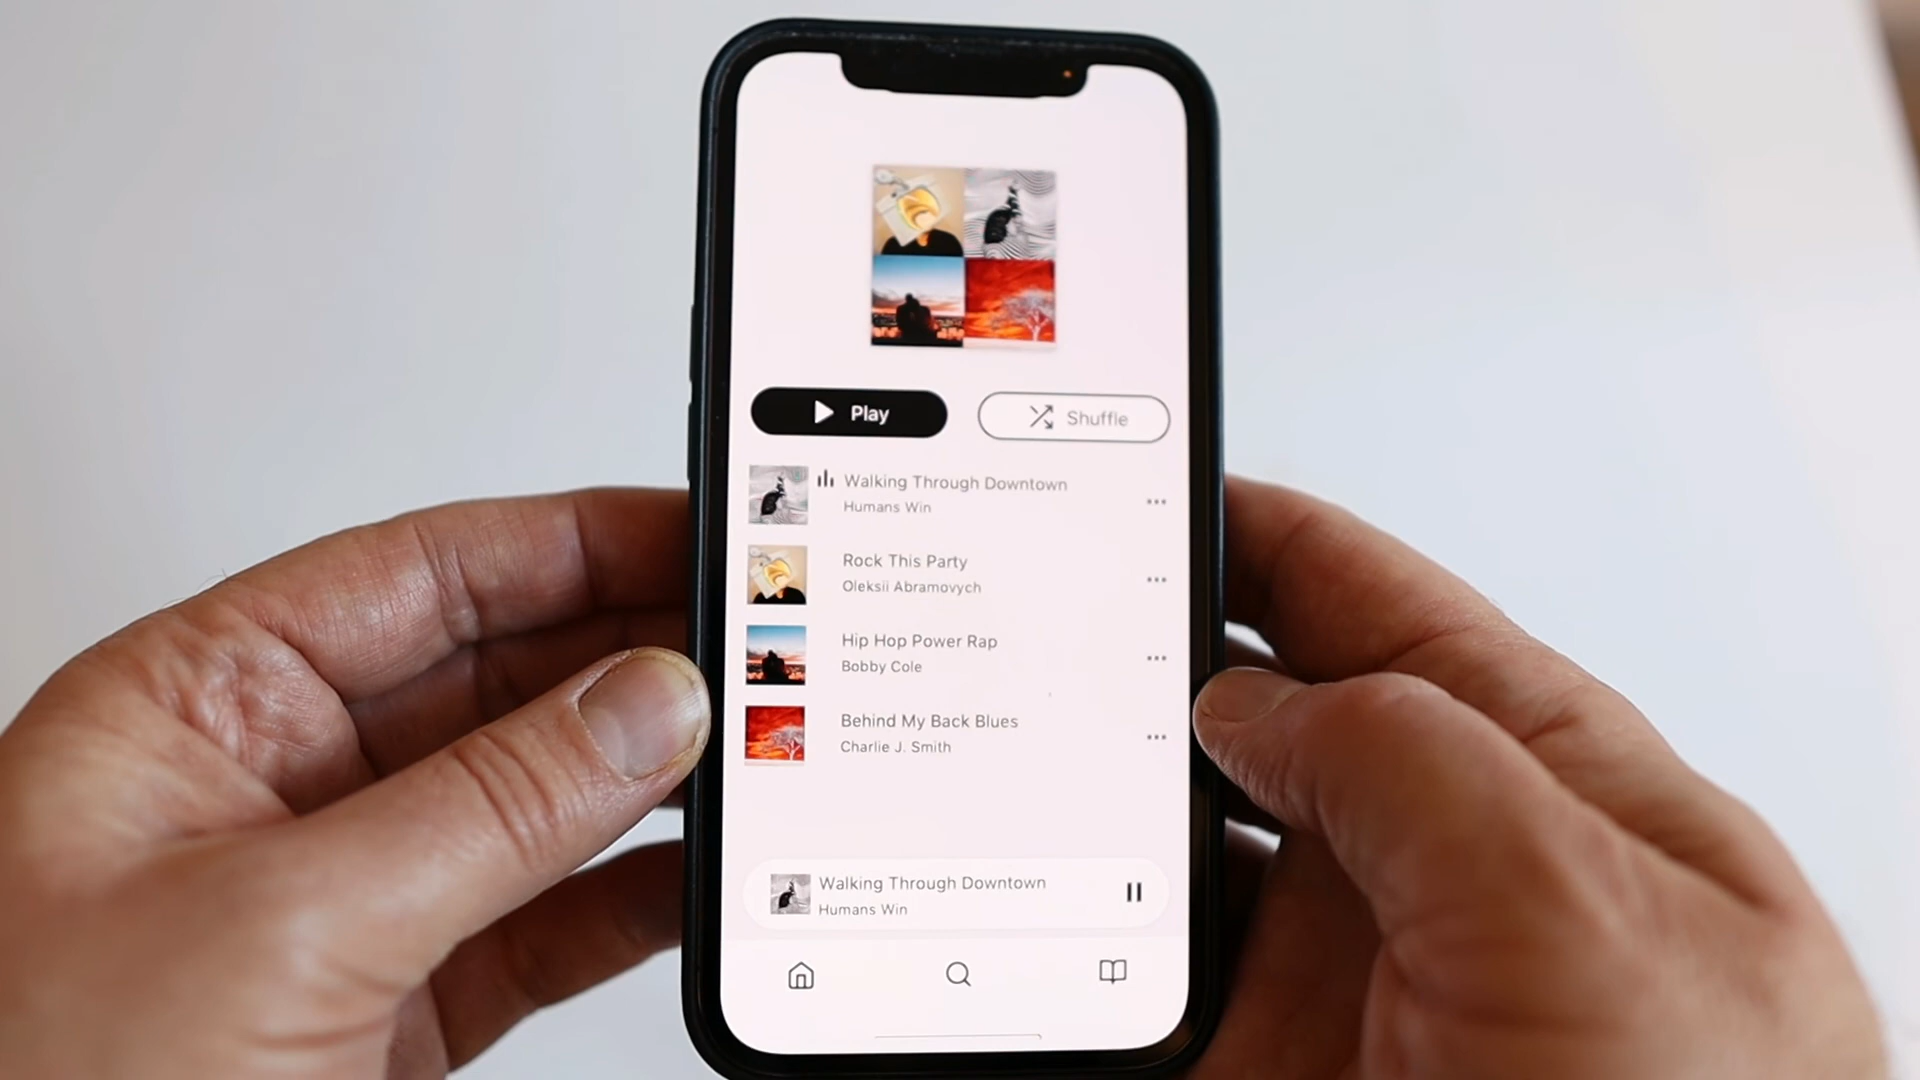 Play
Shuffle
Walking Through Downtown
Humans Win
Rock This Party
Oleksii Abramovych
Hip Hop Power Rap
Bobby Cole
Behind My Back Blues
Charlie J. Smith
Walking Through Downtown
Humans Win